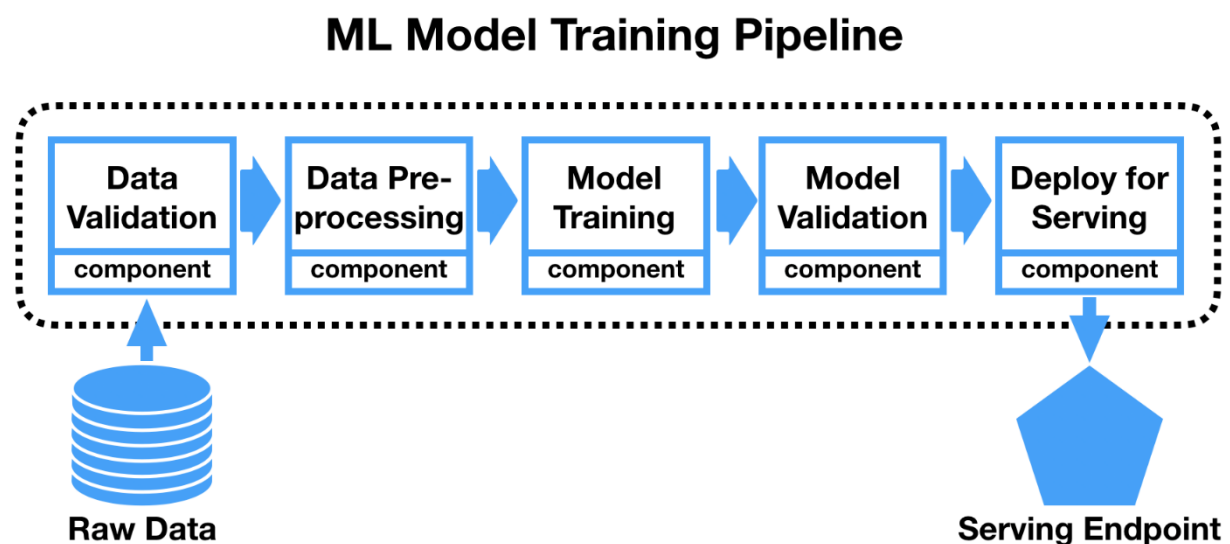 ML Model Training Pipeline
Data
Validation
component
Data Pre-
processing
component
Model
Training
component
Model
Validation
component
Deploy for
Serving
component
Raw Data
Serving Endpoint